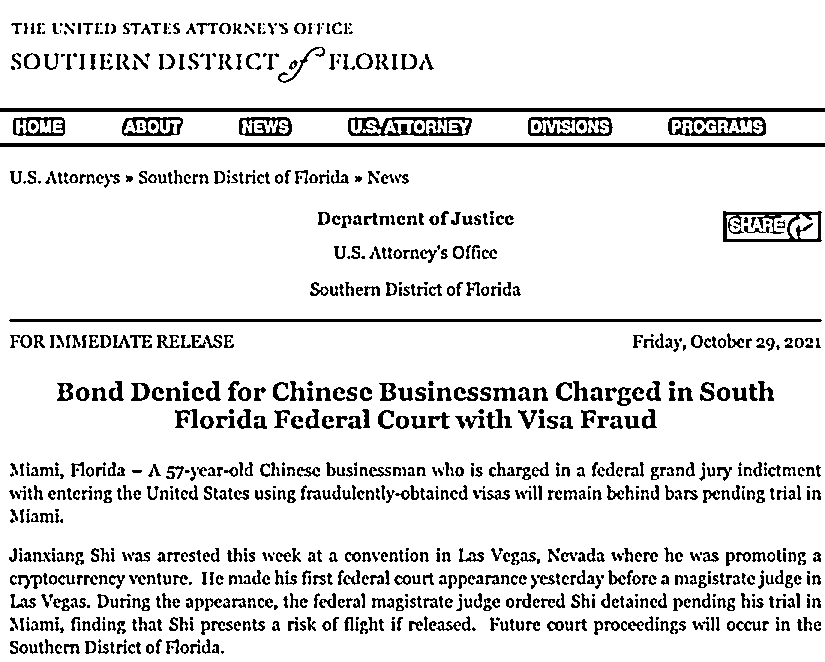 THE UNITED STATES ATTORNEY'S OFFICE
SOUTHERN DISTRICT of FLORIDA
HOME ABOUT NEWS U.S. ATTORNEY DIVISIONS PROGRAMS
U.S. Attorneys » Southern District of Florida » News
Department of Justice
SHARE
U.S. Attorney's Office
Southern District of Florida
FOR IMMEDIATE RELEASE Friday, October 29, 2021
Bond Denied for Chinese Businessman Charged in South
Florida Federal Court with Visa Fraud
Miami, Florida – A 57-year-old Chinese businessman who is charged in a federal grand jury indictment
with entering the United States using fraudulently-obtained visas will remain behind bars pending trial in
Miami.
Jianxiang Shi was arrested this week at a convention in Las Vegas, Nevada where he was promoting a
cryptocurrency venture. He made his first federal court appearance yesterday before a magistrate judge in
Las Vegas. During the appearance, the federal magistrate judge ordered Shi detained pending his trial in
Miami, finding that Shi presents a risk of flight if released. Future court proceedings will occur in the
Southern District of Florida.